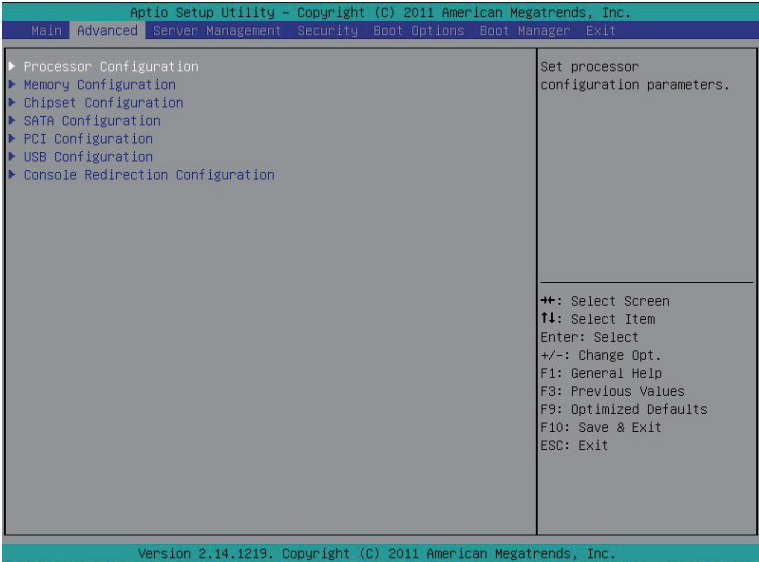 Aptio Setup Utility – Copyright (C) 2011 American Megatrends, Inc.
Main Advanced Server Management Security Boot Options Boot Manager Exit
▶ Processor Configuration
▶ Memory Configuration
▶ Chipset Configuration
▶ SATA Configuration
▶ PCI Configuration
▶ USB Configuration
▶ Console Redirection Configuration
Set processor
configuration parameters.
→←: Select Screen
↑↓: Select Item
Enter: Select
+/-: Change Opt.
F1: General Help
F3: Previous Values
F9: Optimized Defaults
F10: Save & Exit
ESC: Exit
Version 2.14.1219. Copyright (C) 2011 American Megatrends, Inc.